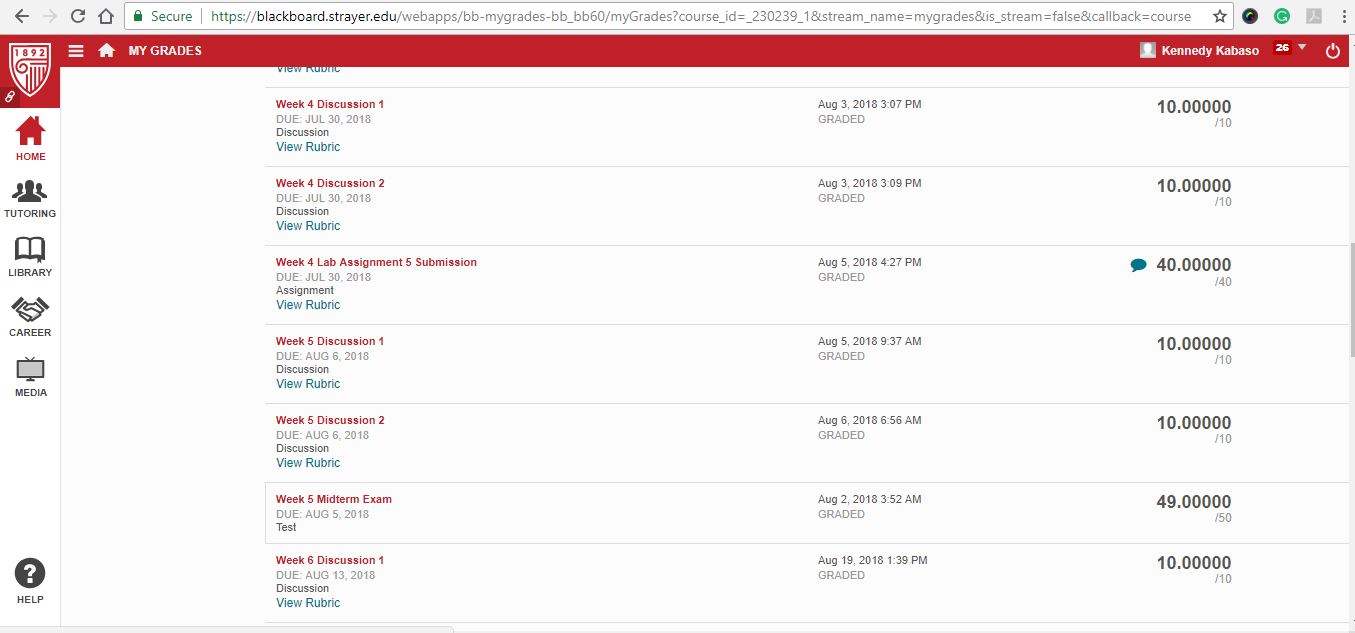 Secure
https://blackboard.strayer.edu/webapps/bb-mygrades-bb_bb60/myGrades?course_id=_230239_1&stream_name=mygrades&is_stream=false&callback=course
1892
MY GRADES
Kennedy Kabaso
26
HOME
TUTORING
LIBRARY
CAREER
MEDIA
?
HELP
View Rubric
Week 4 Discussion 1
Aug 3, 2018 3:07 PM
10.00000
DUE: JUL 30, 2018
GRADED
/10
Discussion
View Rubric
Week 4 Discussion 2
Aug 3, 2018 3:09 PM
10.00000
DUE: JUL 30, 2018
GRADED
/10
Discussion
View Rubric
Week 4 Lab Assignment 5 Submission
Aug 5, 2018 4:27 PM
40.00000
DUE: JUL 30, 2018
GRADED
/40
Assignment
View Rubric
Week 5 Discussion 1
Aug 5, 2018 9:37 AM
10.00000
DUE: AUG 6, 2018
GRADED
/10
Discussion
View Rubric
Week 5 Discussion 2
Aug 6, 2018 6:56 AM
10.00000
DUE: AUG 6, 2018
GRADED
/10
Discussion
View Rubric
Week 5 Midterm Exam
Aug 2, 2018 3:52 AM
49.00000
DUE: AUG 5, 2018
GRADED
/50
Test
Week 6 Discussion 1
Aug 19, 2018 1:39 PM
10.00000
DUE: AUG 13, 2018
GRADED
/10
Discussion
View Rubric